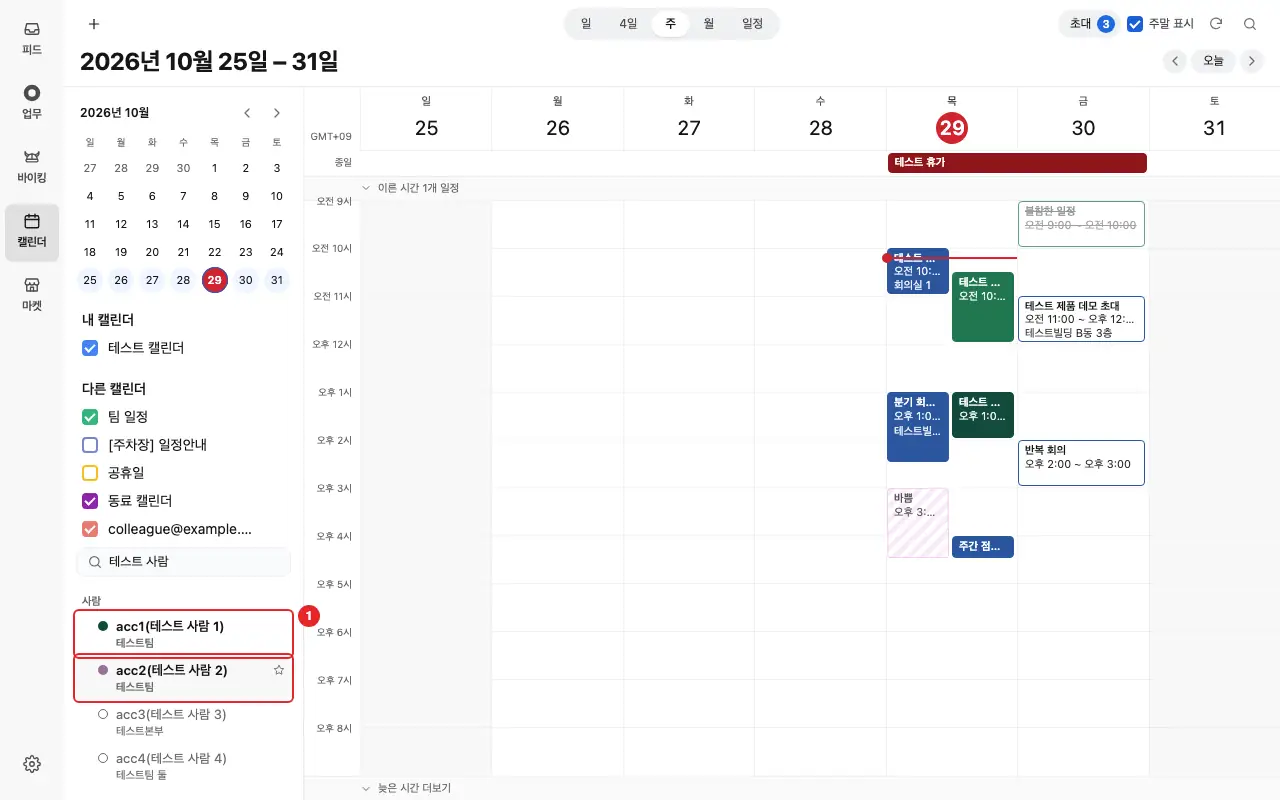 피드
업무
바이킹
캘린더
마켓
일 4일 주 월 일정
초대 3 주말 표시
2026년 10월 25일 – 31일
오늘
2026년 10월
일 월 화 수 목 금 토
27 28 29 30 1 2 3
4 5 6 7 8 9 10
11 12 13 14 15 16 17
18 19 20 21 22 23 24
25 26 27 28 29 30 31
내 캘린더
테스트 캘린더
다른 캘린더
팀 일정
[주차장] 일정안내
공휴일
동료 캘린더
colleague@example....
테스트 사람
사람
acc1(테스트 사람 1)
테스트팀
1
acc2(테스트 사람 2)
테스트팀
acc3(테스트 사람 3)
테스트본부
acc4(테스트 사람 4)
테스트팀 둘
GMT+09
일 월 화 수 목 금 토
25 26 27 28 29 30 31
종일
테스트 휴가
이른 시간 1개 일정
오전 9시
오전 10시
오전 11시
오후 12시
오후 1시
오후 2시
오후 3시
오후 4시
오후 5시
오후 6시
오후 7시
오후 8시
불참한 일정
오전 9:00 ~ 오전 10:00
테스트 ...
오전 10:...
회의실 1
테스트 ...
오전 10:...
테스트 제품 데모 초대
오전 11:00 ~ 오후 12:...
테스트빌딩 B동 3층
분기 회...
오후 1:0...
테스트빌...
테스트 ...
오후 1:0...
반복 회의
오후 2:00 ~ 오후 3:00
바쁨
오후 3:...
주간 점...
늦은 시간 더보기